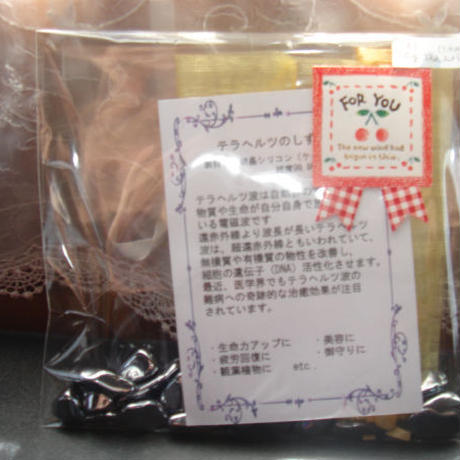 FOR YOU
The new wind had
begun in this.
テラヘルツのしず
テラヘルツ波は自
物質や生命が自分自身で
いる電磁波です
遠赤外線より波長が長いテラヘルツ
波は、超遠赤外線ともいわれていて、
無機質や有機質の物性を改善し、
細胞の遺伝子（DNA）活性化させます。
最近、医学界でもテラヘルツ波の
難病への奇跡的な治癒効果が注目
されています。
・生命力アップに ・美容に
・疲労回復に ・御守りに
・観葉植物に etc.